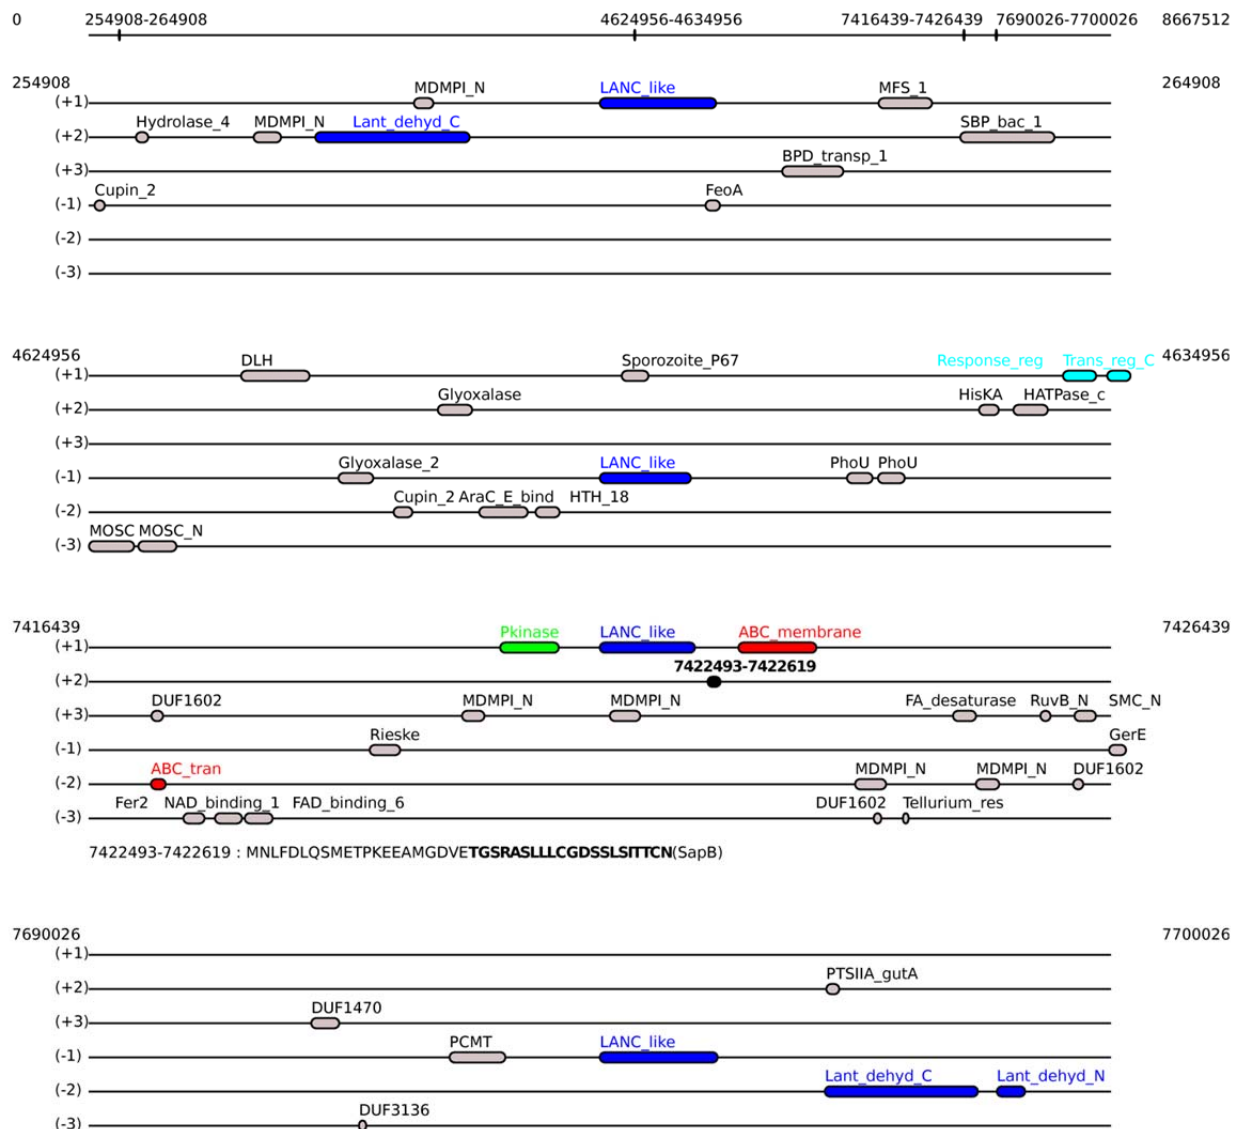 0 254908-264908 4624956-4634956 7416439-7426439 7690026-7700026 8667512
254908 MDMPI_N LANC_like MFS_1 264908
(+1)
Hydrolase_4 MDMPI_N Lant_dehyd_C SBP_bac_1
(+2)
BPD_transp_1
(+3)
Cupin_2 FeoA
(-1)
(-2)
(-3)
4624956 DLH Sporozoite_P67 Response_reg Trans_reg_C 4634956
(+1)
Glyoxalase HisKA HATPase_c
(+2)
(+3)
Glyoxalase_2 LANC_like PhoU PhoU
(-1)
Cupin_2 AraC_E_bind HTH_18
(-2)
MOSC MOSC_N
(-3)
7416439 Pkinase LANC_like ABC_membrane 7426439
(+1)
7422493-7422619
(+2)
DUF1602 MDMPI_N MDMPI_N FA_desaturase RuvB_N SMC_N
(+3)
Rieske GerE
(-1)
ABC_tran MDMPI_N MDMPI_N DUF1602
(-2)
Fer2 NAD_binding_1 FAD_binding_6 DUF1602 Tellurium_res
(-3)
7422493-7422619 : MNLFDLQSMETPKEEAMGDVETGSRASLLLCGDSSLSITTCN(SapB)
7690026 7700026
(+1)
PTSIIA_gutA
(+2)
DUF1470
(+3)
PCMT LANC_like
(-1)
Lant_dehyd_C Lant_dehyd_N
(-2)
DUF3136
(-3)